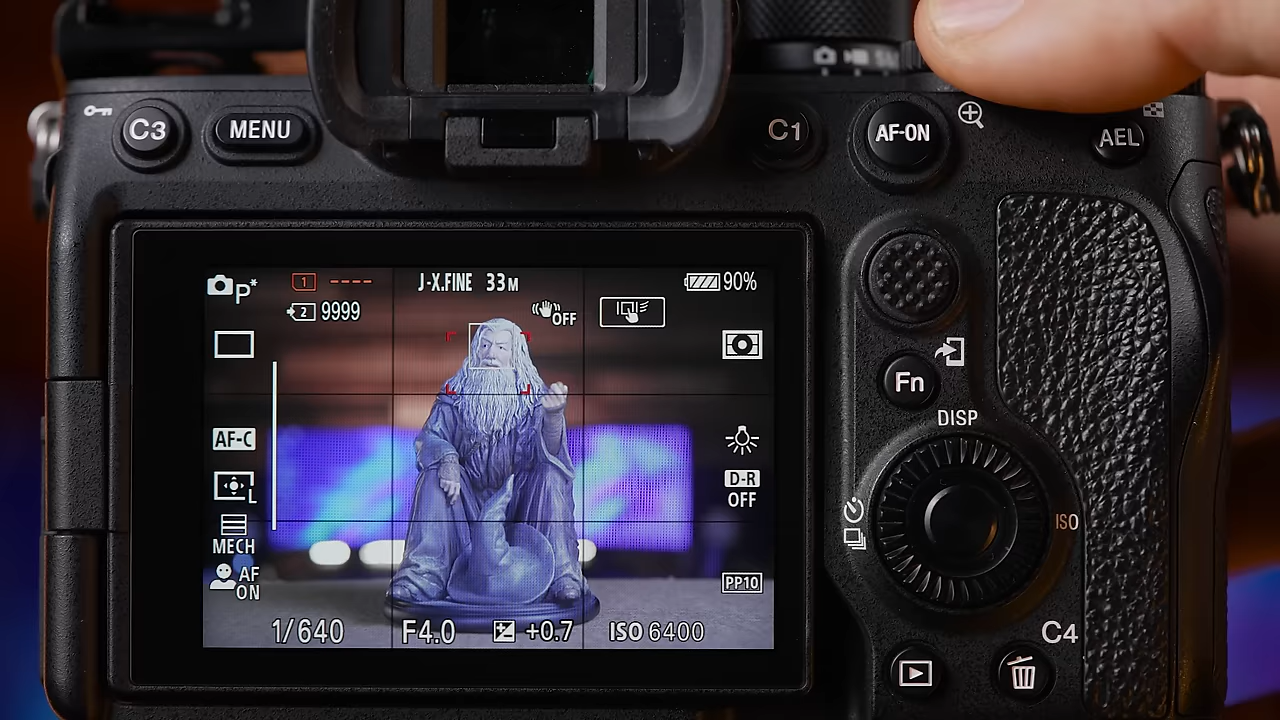 C3
MENU
C1
AF-ON
AEL
P*
1 ----
J-X.FINE 33M
90%
2 9999
OFF
AF-C
L
MECH
AF
ON
D-R
OFF
PP10
1/640
F4.0
+0.7
ISO 6400
Fn
DISP
ISO
C4